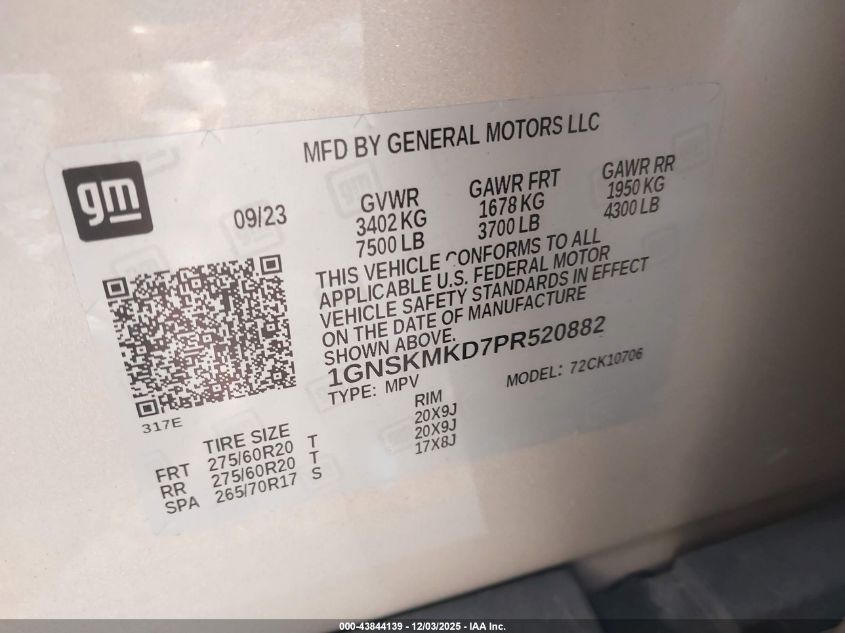 MFD BY GENERAL MOTORS LLC
gm
09/23
GVWR
3402 KG
7500 LB
GAWR FRT
1678 KG
3700 LB
GAWR RR
1950 KG
4300 LB
THIS VEHICLE CONFORMS TO ALL
APPLICABLE U.S. FEDERAL MOTOR
VEHICLE SAFETY STANDARDS IN EFFECT
ON THE DATE OF MANUFACTURE
SHOWN ABOVE.
1GNSKMKD7PR520882
TYPE: MPV
MODEL: 72CK10706
317E
TIRE SIZE
RIM
FRT 275/60R20 T 20X9J
RR 275/60R20 T 20X9J
SPA 265/70R17 S 17X8J
000-43844139 - 12/03/2025 - IAA Inc.